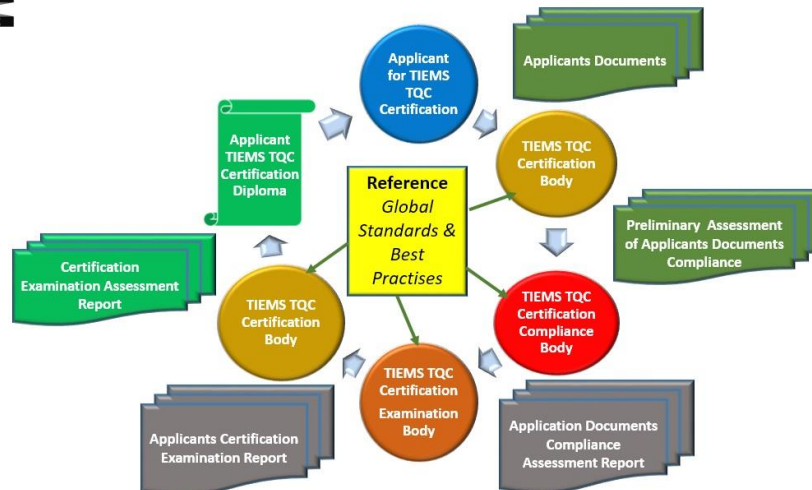 Applicant
for TIEMS
TQC
Certification
Applicants Documents
TIEMS TQC
Certification
Body
Preliminary Assessment
of Applicants Documents
Compliance
TIEMS TQC
Certification
Compliance
Body
Application Documents
Compliance
Assessment Report
TIEMS TQC
Certification
Examination
Body
Applicants Certification
Examination Report
TIEMS TQC
Certification
Body
Certification
Examination Assessment
Report
Applicant
TIEMS TQC
Certification
Diploma
Reference
Global
Standards &
Best
Practises